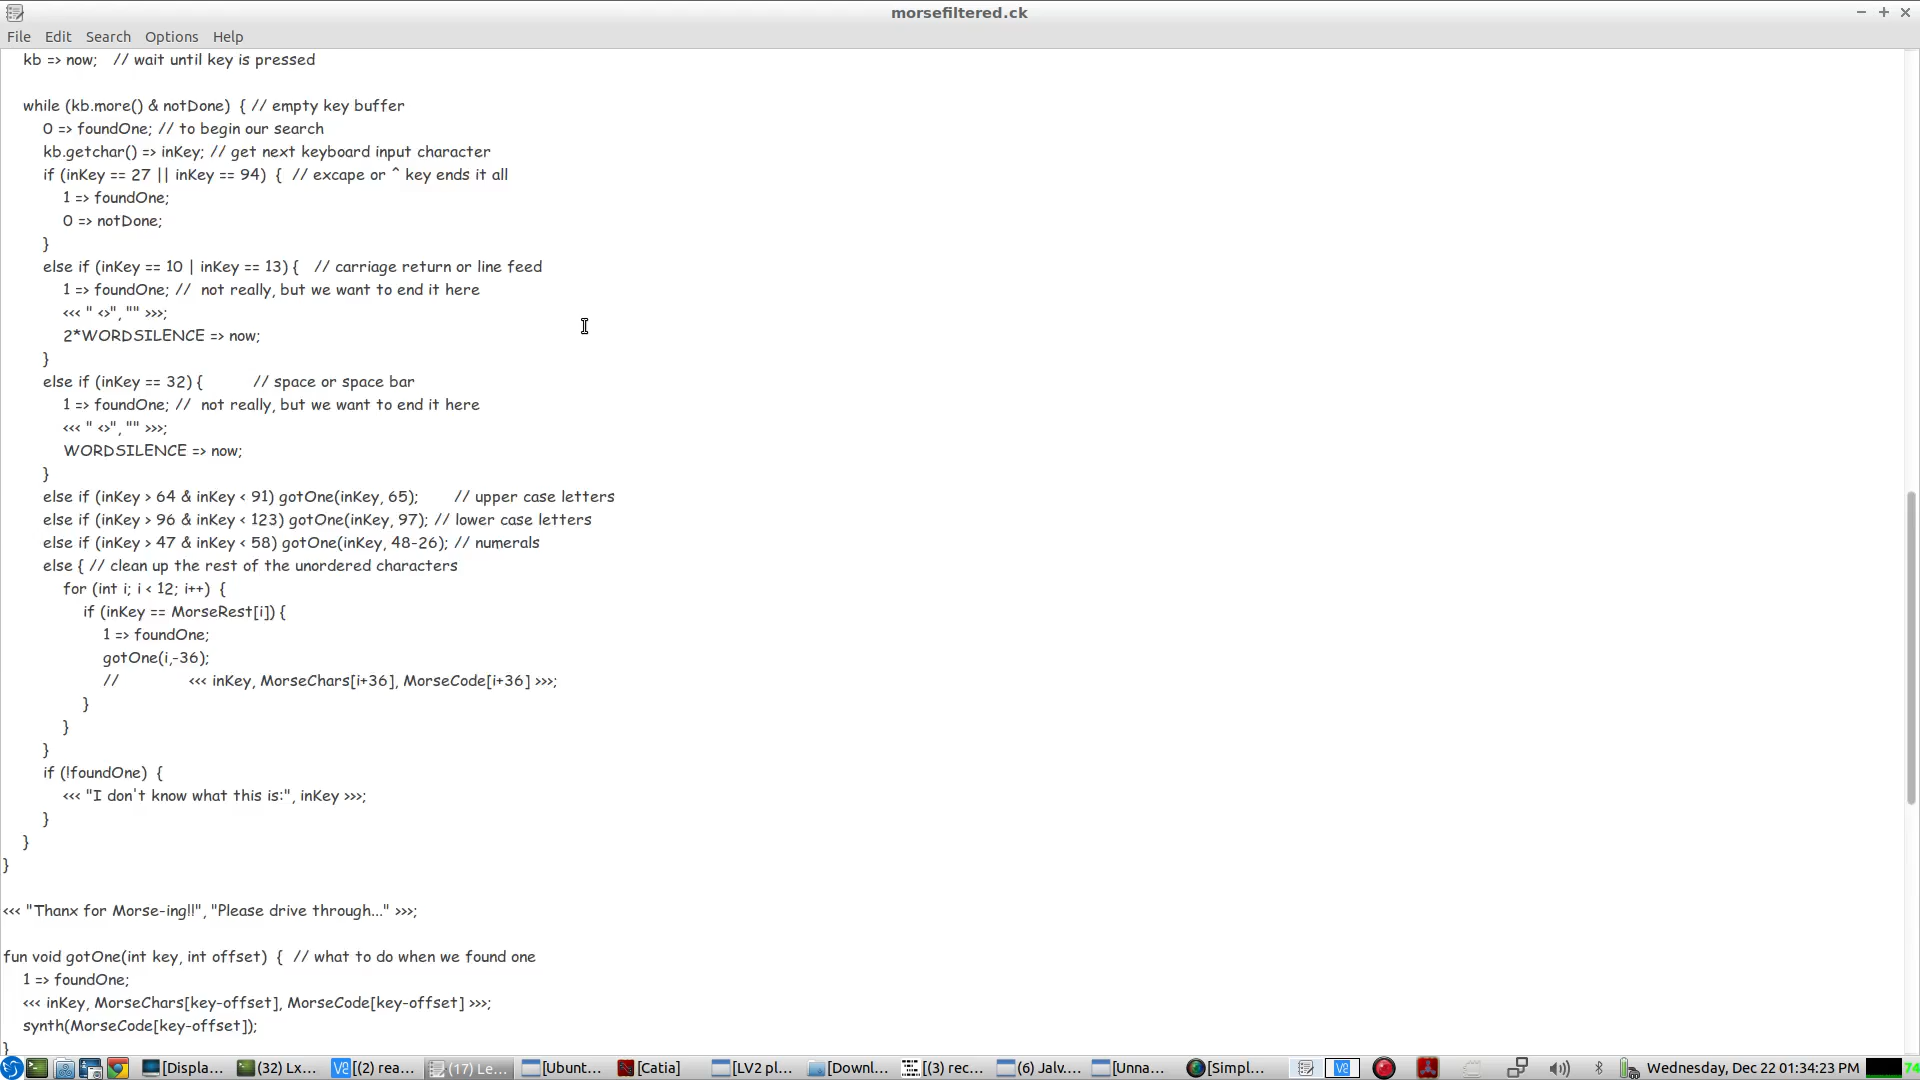 morsefiltered.ck
File Edit Search Options Help
kb => now;   // wait until key is pressed
while (kb.more() & notDone)  { // empty key buffer
0 => foundOne; // to begin our search
kb.getchar() => inKey; // get next keyboard input character
if (inKey == 27 || inKey == 94)  {  // excape or ^ key ends it all
1 => foundOne;
0 => notDone;
}
else if (inKey == 10 | inKey == 13) {   // carriage return or line feed
1 => foundOne; //  not really, but we want to end it here
<<< " <>", "" >>>;
2*WORDSILENCE => now;
}
else if (inKey == 32) {          // space or space bar
1 => foundOne; //  not really, but we want to end it here
<<< " <>", "" >>>;
WORDSILENCE => now;
}
else if (inKey > 64 & inKey < 91) gotOne(inKey, 65);       // upper case letters
else if (inKey > 96 & inKey < 123) gotOne(inKey, 97); // lower case letters
else if (inKey > 47 & inKey < 58) gotOne(inKey, 48-26); // numerals
else { // clean up the rest of the unordered characters
for (int i; i < 12; i++)  {
if (inKey == MorseRest[i]) {
1 => foundOne;
gotOne(i,-36);
//              <<< inKey, MorseChars[i+36], MorseCode[i+36] >>>;
}
}
}
if (!foundOne)  {
<<< "I don't know what this is:", inKey >>>;
}
}
}
<<< "Thanx for Morse-ing!!", "Please drive through..." >>>;
fun void gotOne(int key, int offset)  {  // what to do when we found one
1 => foundOne;
<<< inKey, MorseChars[key-offset], MorseCode[key-offset] >>>;
synth(MorseCode[key-offset]);
}
[Displa... (32) Lx... [(2) rea... (17) Le... [Ubunt... [Catia] [LV2 pl... [Downl... [(3) rec... (6) Jalv.... [Unna... [Simpl... Wednesday, Dec 22 01:34:23 PM 74